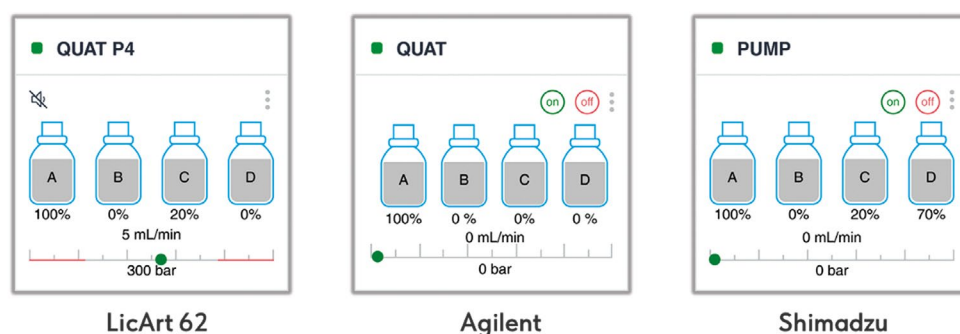 QUAT P4
A B C D
100% 0% 20% 0%
5 mL/min
300 bar
LicArt 62
QUAT
on off
A B C D
100% 0 % 0% 0 %
0 mL/min
0 bar
Agilent
PUMP
on off
A B C D
100% 0% 20% 70%
0 mL/min
0 bar
Shimadzu